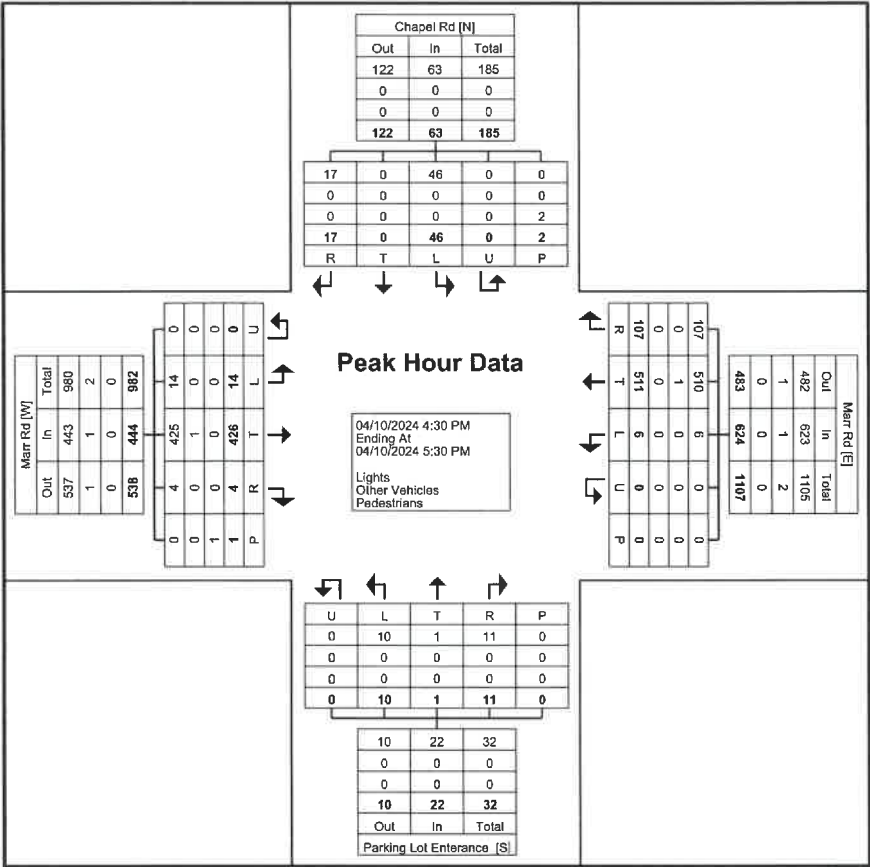 Chapel Rd [N]
Out In Total
122 63 185
0 0 0
0 0 0
122 63 185
17 0 46 0 0
0 0 0 0 0
0 0 0 0 2
17 0 46 0 2
R T L U P
Marr Rd [W]
Total 980 2 0 982
In 443 1 0 444
Out 537 1 0 538
0 0 0 0 U
14 0 0 14 L
425 1 0 426 T
4 0 0 4 R
0 0 1 1 P
Peak Hour Data
04/10/2024 4:30 PM
Ending At
04/10/2024 5:30 PM
Lights
Other Vehicles
Pedestrians
R 107 0 0 107
T 511 0 1 510
L 6 0 0 6
U 0 0 0 0
P 0 0 0 0
483 0 1 482 Out
624 0 1 623 In
1107 0 2 1105 Total
Marr Rd [E]
U L T R P
0 10 1 11 0
0 0 0 0 0
0 0 0 0 0
0 10 1 11 0
10 22 32
0 0 0
0 0 0
10 22 32
Out In Total
Parking Lot Enterance [S]